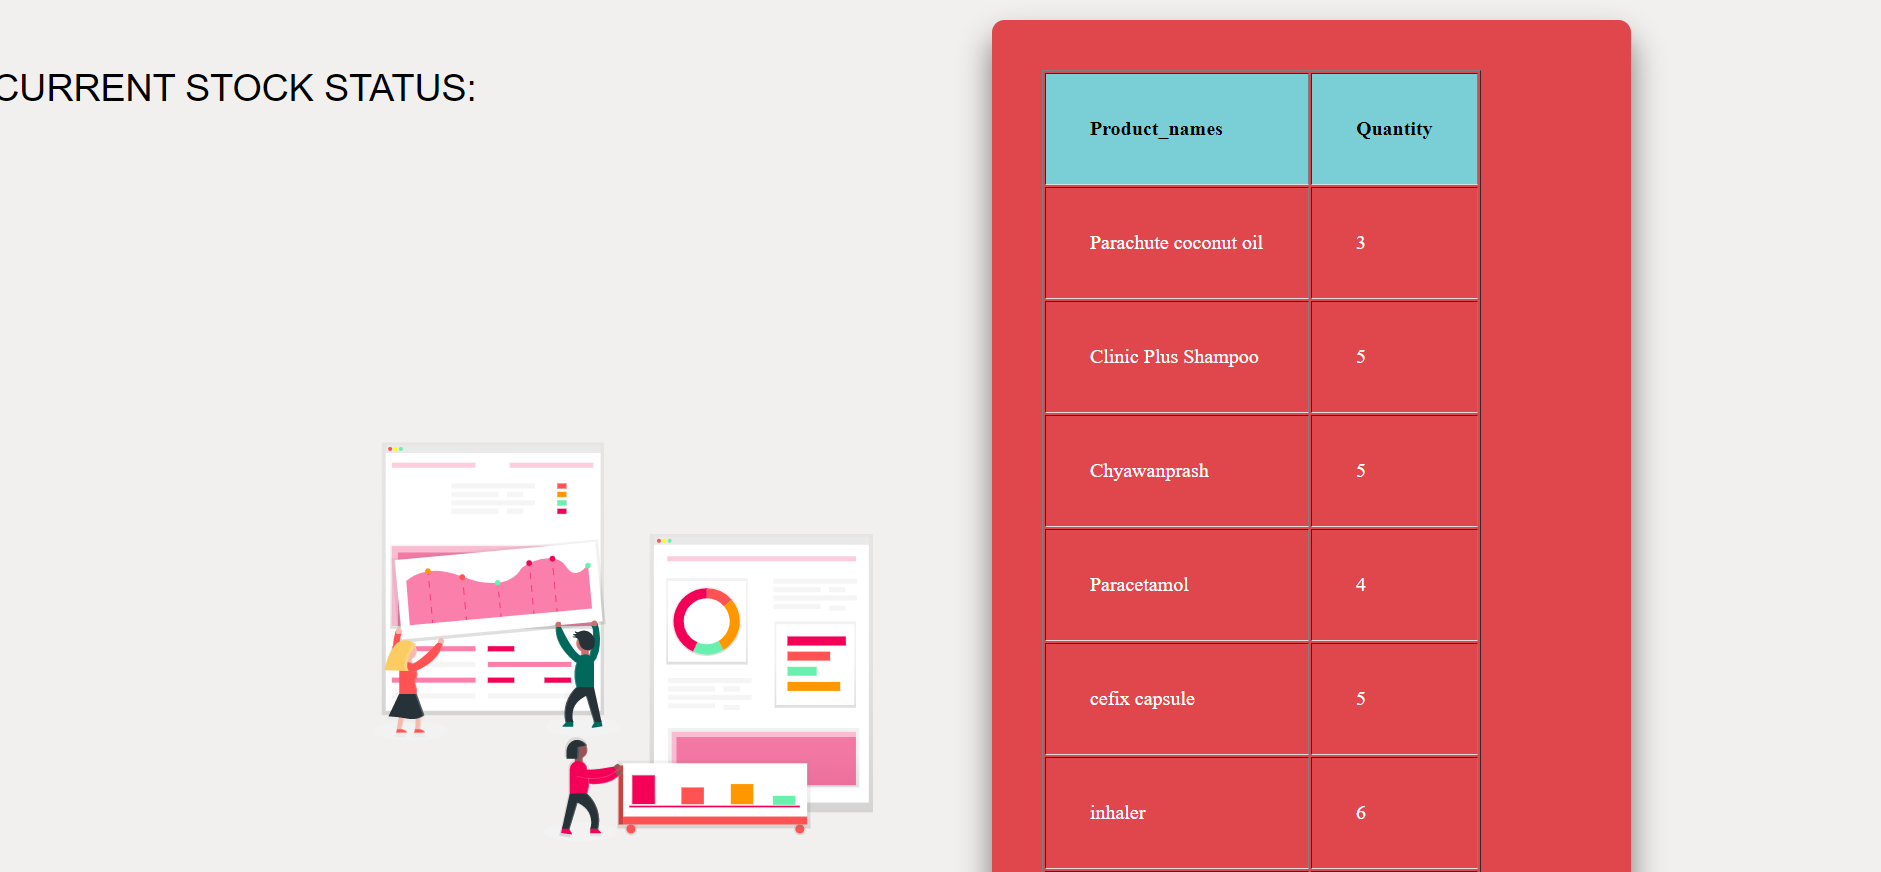 CURRENT STOCK STATUS:
Product_names Quantity
Parachute coconut oil 3
Clinic Plus Shampoo 5
Chyawanprash 5
Paracetamol 4
cefix capsule 5
inhaler 6